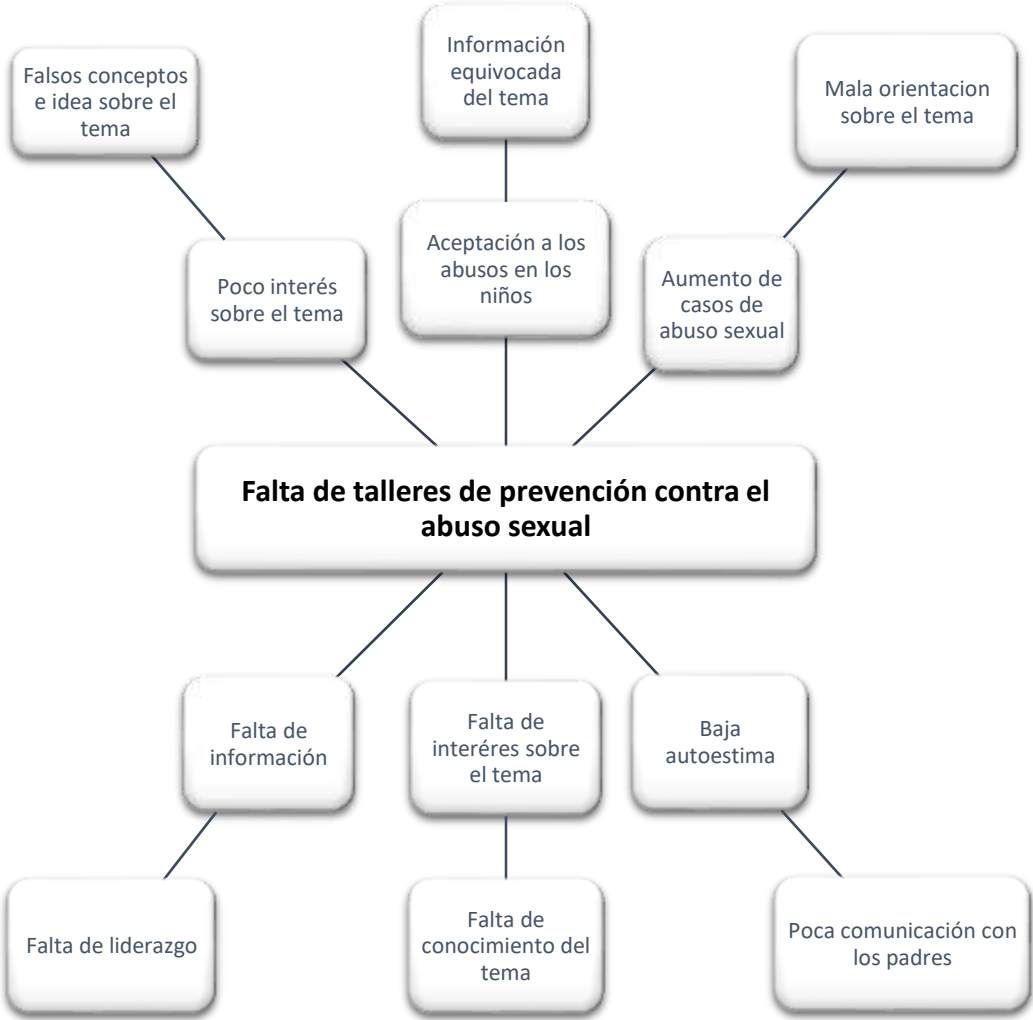 Falsos conceptos
e idea sobre el
tema
Información
equivocada
del tema
Mala orientacion
sobre el tema
Poco interés
sobre el tema
Aceptación a los
abusos en los
niños
Aumento de
casos de
abuso sexual
Falta de talleres de prevención contra el
abuso sexual
Falta de
información
Falta de
interéres sobre
el tema
Baja
autoestima
Falta de liderazgo
Falta de
conocimiento del
tema
Poca comunicación con
los padres